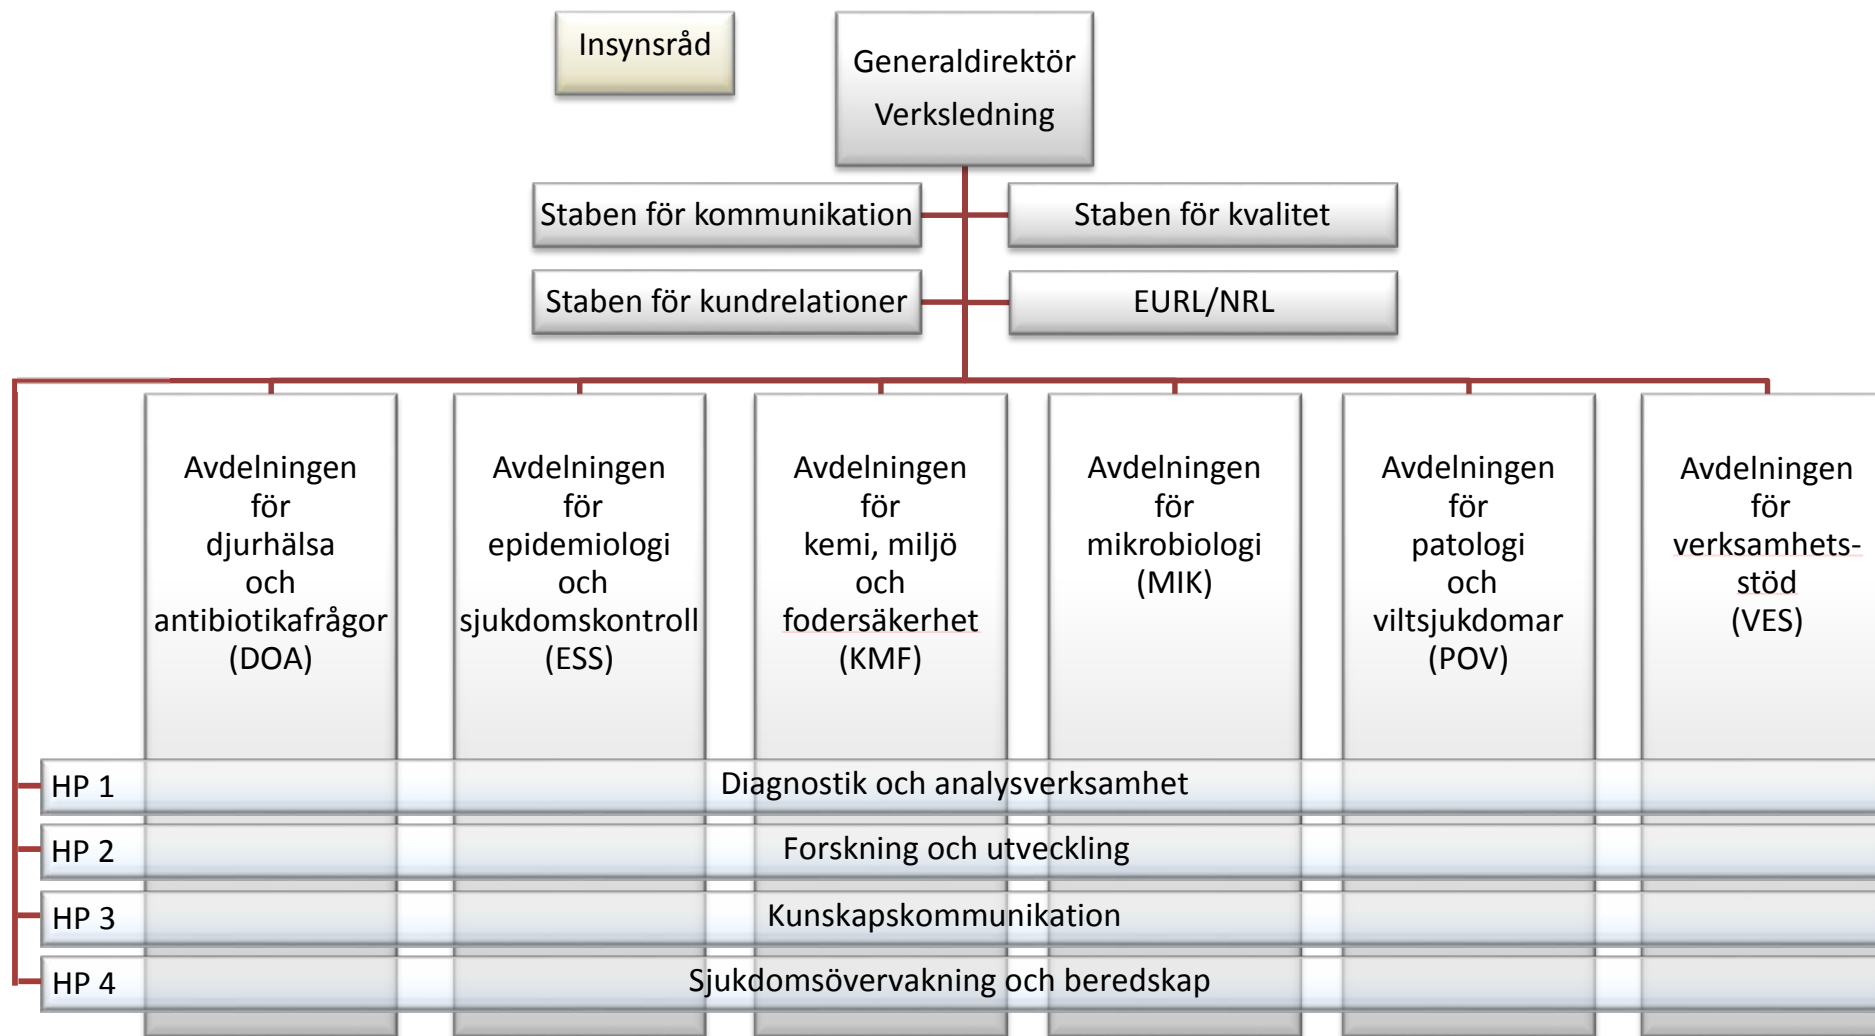 Insynsråd
Generaldirektör
Verksledning
Staben för kommunikation
Staben för kvalitet
Staben för kundrelationer
EURL/NRL
Avdelningen
för
djurhälsa
och
antibiotikafrågor
(DOA)
Avdelningen
för
epidemiologi
och
sjukdomskontroll
(ESS)
Avdelningen
för
kemi, miljö
och
fodersäkerhet
(KMF)
Avdelningen
för
mikrobiologi
(MIK)
Avdelningen
för
patologi
och
viltsjukdomar
(POV)
Avdelningen
för
verksamhets-
stöd
(VES)
HP 1 Diagnostik och analysverksamhet
HP 2 Forskning och utveckling
HP 3 Kunskapskommunikation
HP 4 Sjukdomsövervakning och beredskap